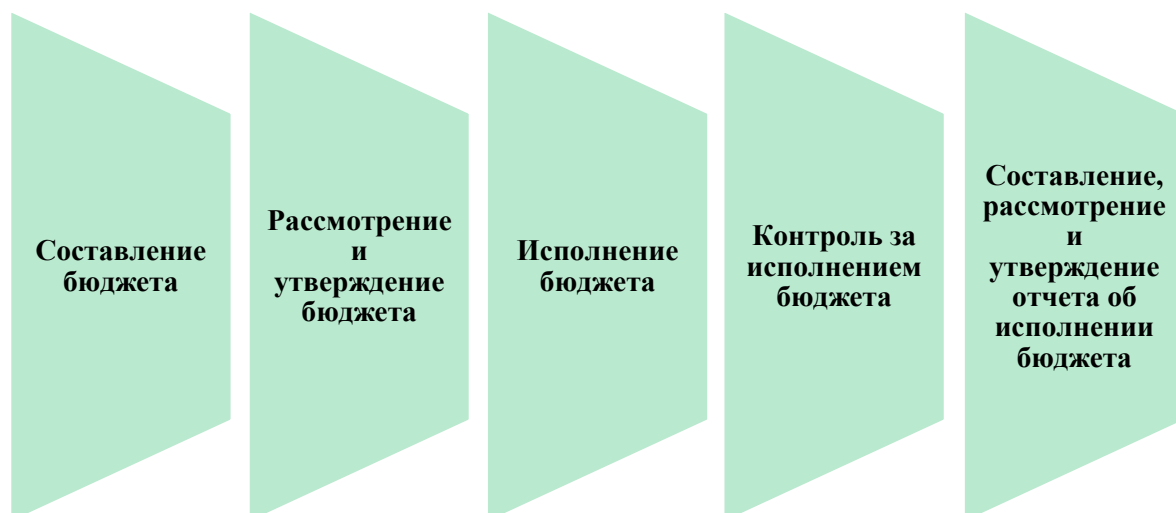 Составление
бюджета
Рассмотрение
и
утверждение
бюджета
Исполнение
бюджета
Контроль за
исполнением
бюджета
Составление,
рассмотрение
и
утверждение
отчета об
исполнении
бюджета